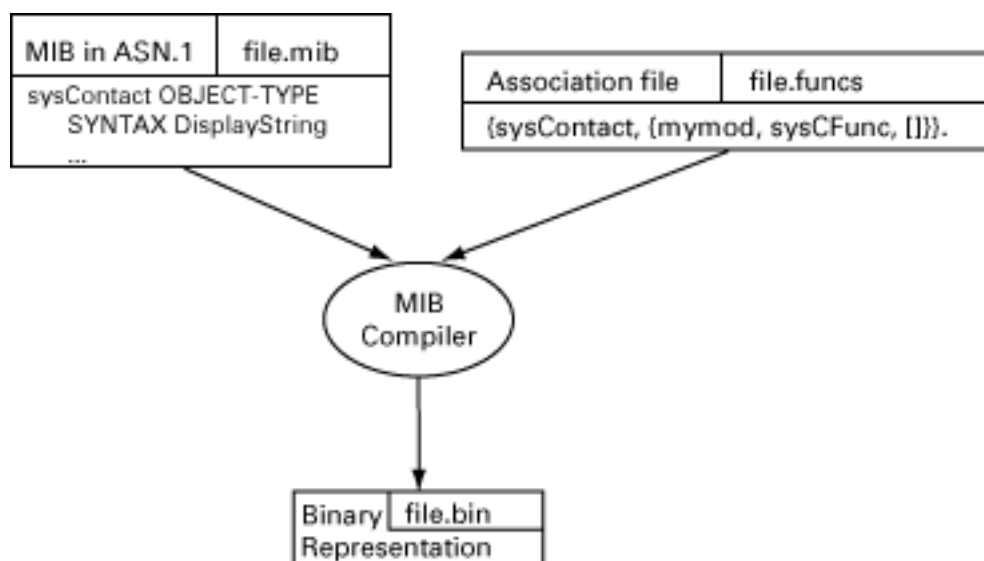 MIB in ASN.1
file.mib
sysContact OBJECT-TYPE
SYNTAX DisplayString
...
Association file
file.funcs
{sysContact, {mymod, sysCFunc, []}}.
MIB
Compiler
Binary
file.bin
Representation